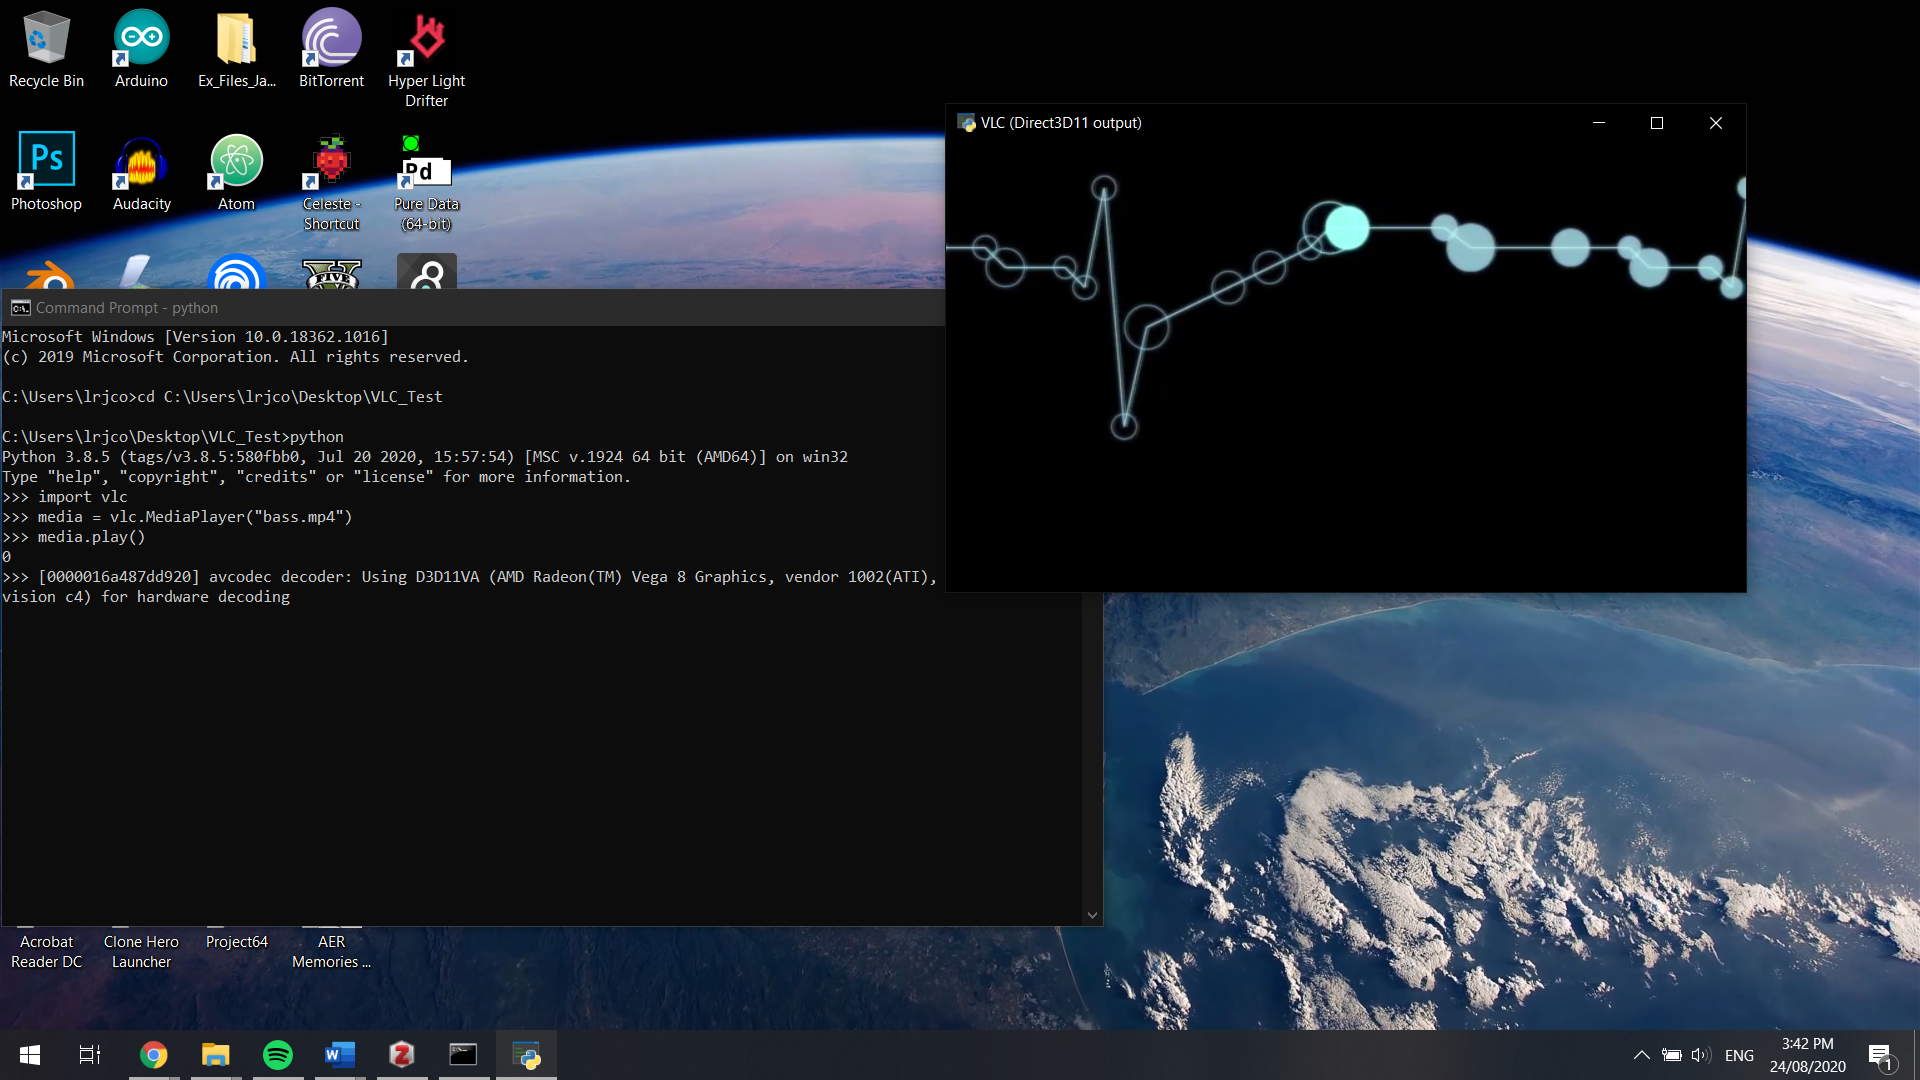 Recycle Bin
Arduino
Ex_Files_Ja...
BitTorrent
Hyper Light
Drifter
Ps
Pd
Photoshop
Audacity
Atom
Celeste -
Shortcut
Pure Data
(64-bit)
V
FIVE
VLC (Direct3D11 output)
C:\.
Command Prompt - python
Microsoft Windows [Version 10.0.18362.1016]
(c) 2019 Microsoft Corporation. All rights reserved.
C:\Users\lrjco>cd C:\Users\lrjco\Desktop\VLC_Test
C:\Users\lrjco\Desktop\VLC_Test>python
Python 3.8.5 (tags/v3.8.5:580fbb0, Jul 20 2020, 15:57:54) [MSC v.1924 64 bit (AMD64)] on win32
Type "help", "copyright", "credits" or "license" for more information.
>>> import vlc
>>> media = vlc.MediaPlayer("bass.mp4")
>>> media.play()
0
>>> [0000016a487dd920] avcodec decoder: Using D3D11VA (AMD Radeon(TM) Vega 8 Graphics, vendor 1002(ATI),
vision c4) for hardware decoding
Acrobat
Reader DC
Clone Hero
Launcher
Project64
AER
Memories ...
W
Z
ENG
3:42 PM
24/08/2020
1